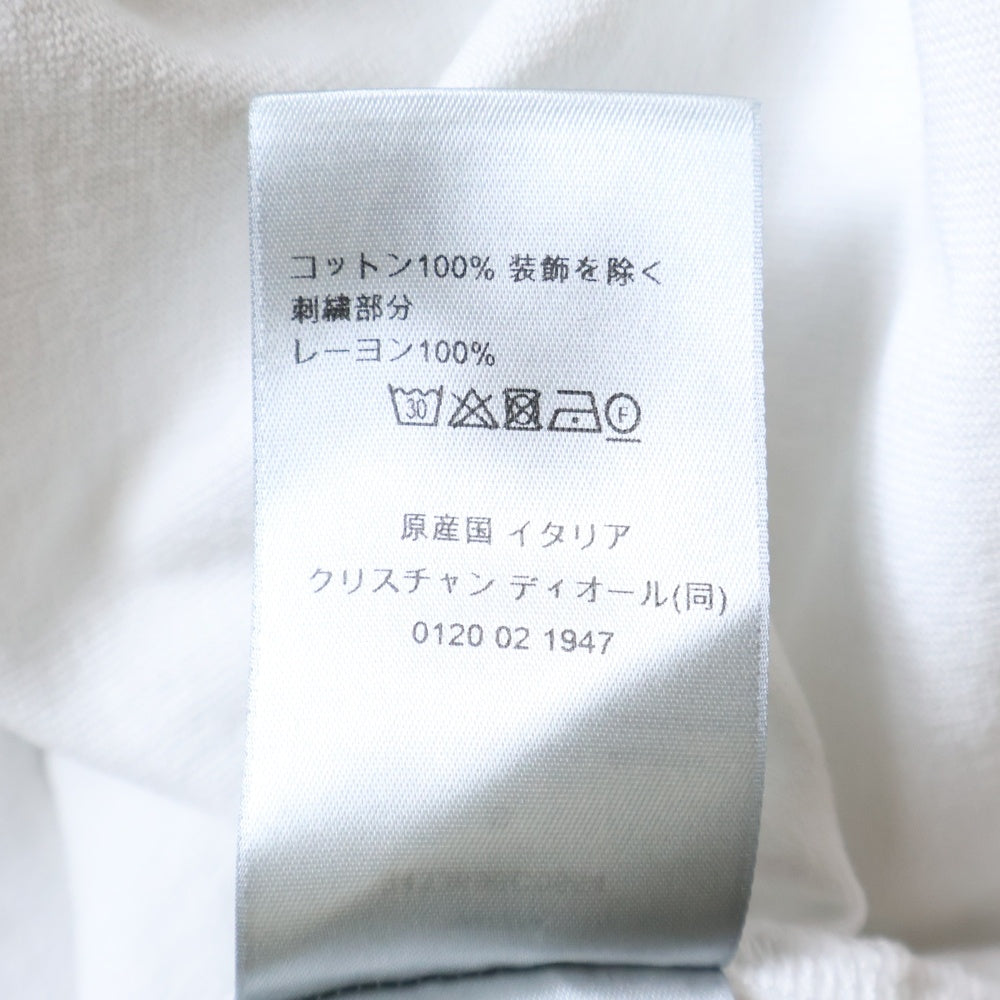 コットン100% 装飾を除く
刺繍部分
レーヨン100%
30
F
原産国 イタリア
クリスチャン ディオール(同)
0120 02 1947